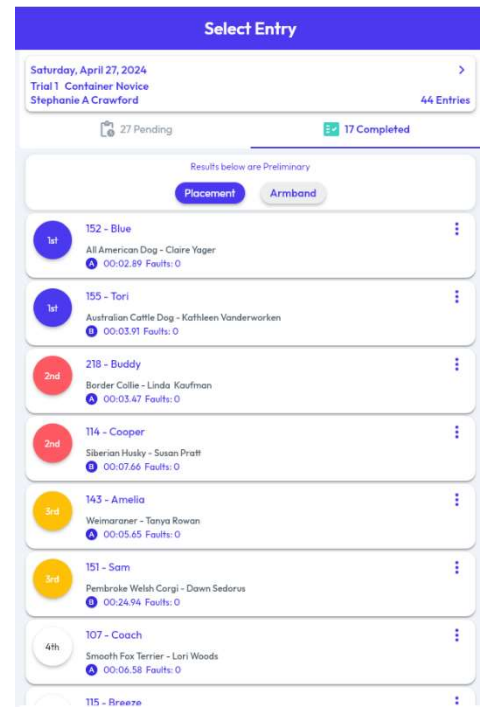 Select Entry
Saturday, April 27, 2024
Trial 1 Container Novice
Stephanie A Crawford
44 Entries
27 Pending
17 Completed
Results below are Preliminary
Placement
Armband
1st
152 - Blue
All American Dog - Claire Yager
A 00:02.89 Faults: 0
1st
155 - Tori
Australian Cattle Dog - Kathleen Vanderworken
B 00:03.91 Faults: 0
2nd
218 - Buddy
Border Collie - Linda Kaufman
A 00:03.47 Faults: 0
2nd
114 - Cooper
Siberian Husky - Susan Pratt
B 00:07.66 Faults: 0
3rd
143 - Amelia
Weimaraner - Tanya Rowan
A 00:05.65 Faults: 0
3rd
151 - Sam
Pembroke Welsh Corgi - Dawn Sedorus
B 00:24.94 Faults: 0
4th
107 - Coach
Smooth Fox Terrier - Lori Woods
A 00:06.58 Faults: 0
115 - Breeze